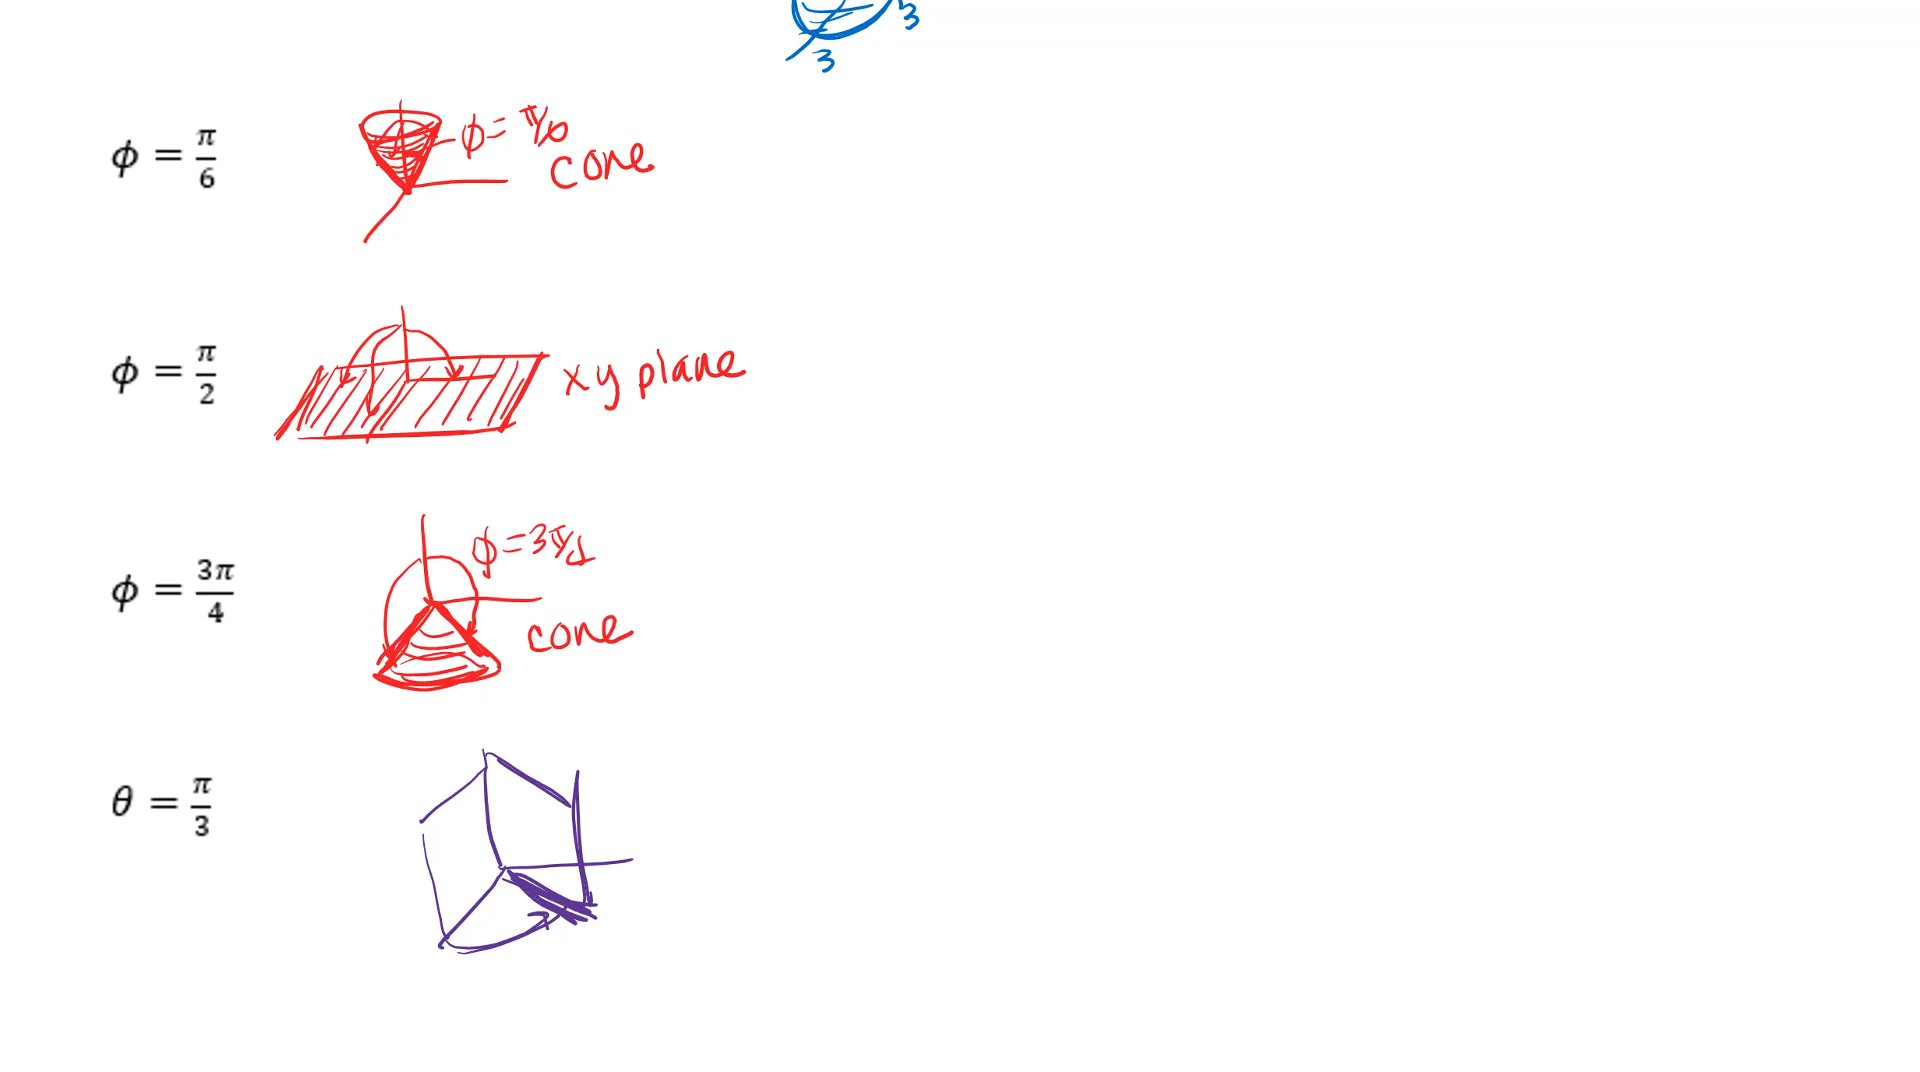 3
3
ϕ = π/6
ϕ = π/6
cone
ϕ = π/2
xy plane
ϕ = 3π/4
ϕ = 3π/4
cone
θ = π/3